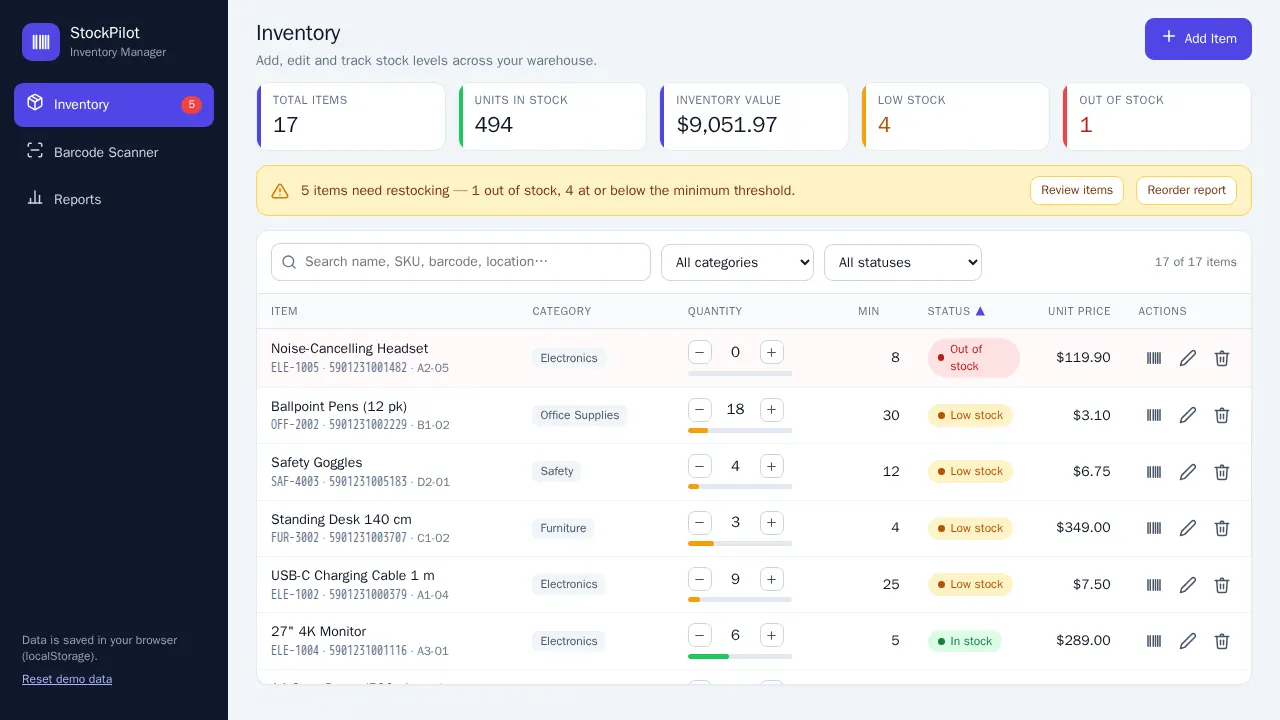 StockPilot
Inventory Manager
Inventory 5
Barcode Scanner
Reports
Data is saved in your browser
(localStorage).
Reset demo data
Inventory
Add, edit and track stock levels across your warehouse.
Add Item
TOTAL ITEMS
17
UNITS IN STOCK
494
INVENTORY VALUE
$9,051.97
LOW STOCK
4
OUT OF STOCK
1
5 items need restocking — 1 out of stock, 4 at or below the minimum threshold.
Review items
Reorder report
Search name, SKU, barcode, location…
All categories
All statuses
17 of 17 items
ITEM CATEGORY QUANTITY MIN STATUS ▲ UNIT PRICE ACTIONS
Noise-Cancelling Headset
ELE-1005 · 5901231001482 · A2-05
Electronics
− 0 +
8
Out of
stock
$119.90
Ballpoint Pens (12 pk)
OFF-2002 · 5901231002229 · B1-02
Office Supplies
− 18 +
30
Low stock
$3.10
Safety Goggles
SAF-4003 · 5901231005183 · D2-01
Safety
− 4 +
12
Low stock
$6.75
Standing Desk 140 cm
FUR-3002 · 5901231003707 · C1-02
Furniture
− 3 +
4
Low stock
$349.00
USB-C Charging Cable 1 m
ELE-1002 · 5901231000379 · A1-04
Electronics
− 9 +
25
Low stock
$7.50
27" 4K Monitor
ELE-1004 · 5901231001116 · A3-01
Electronics
− 6 +
5
In stock
$289.00